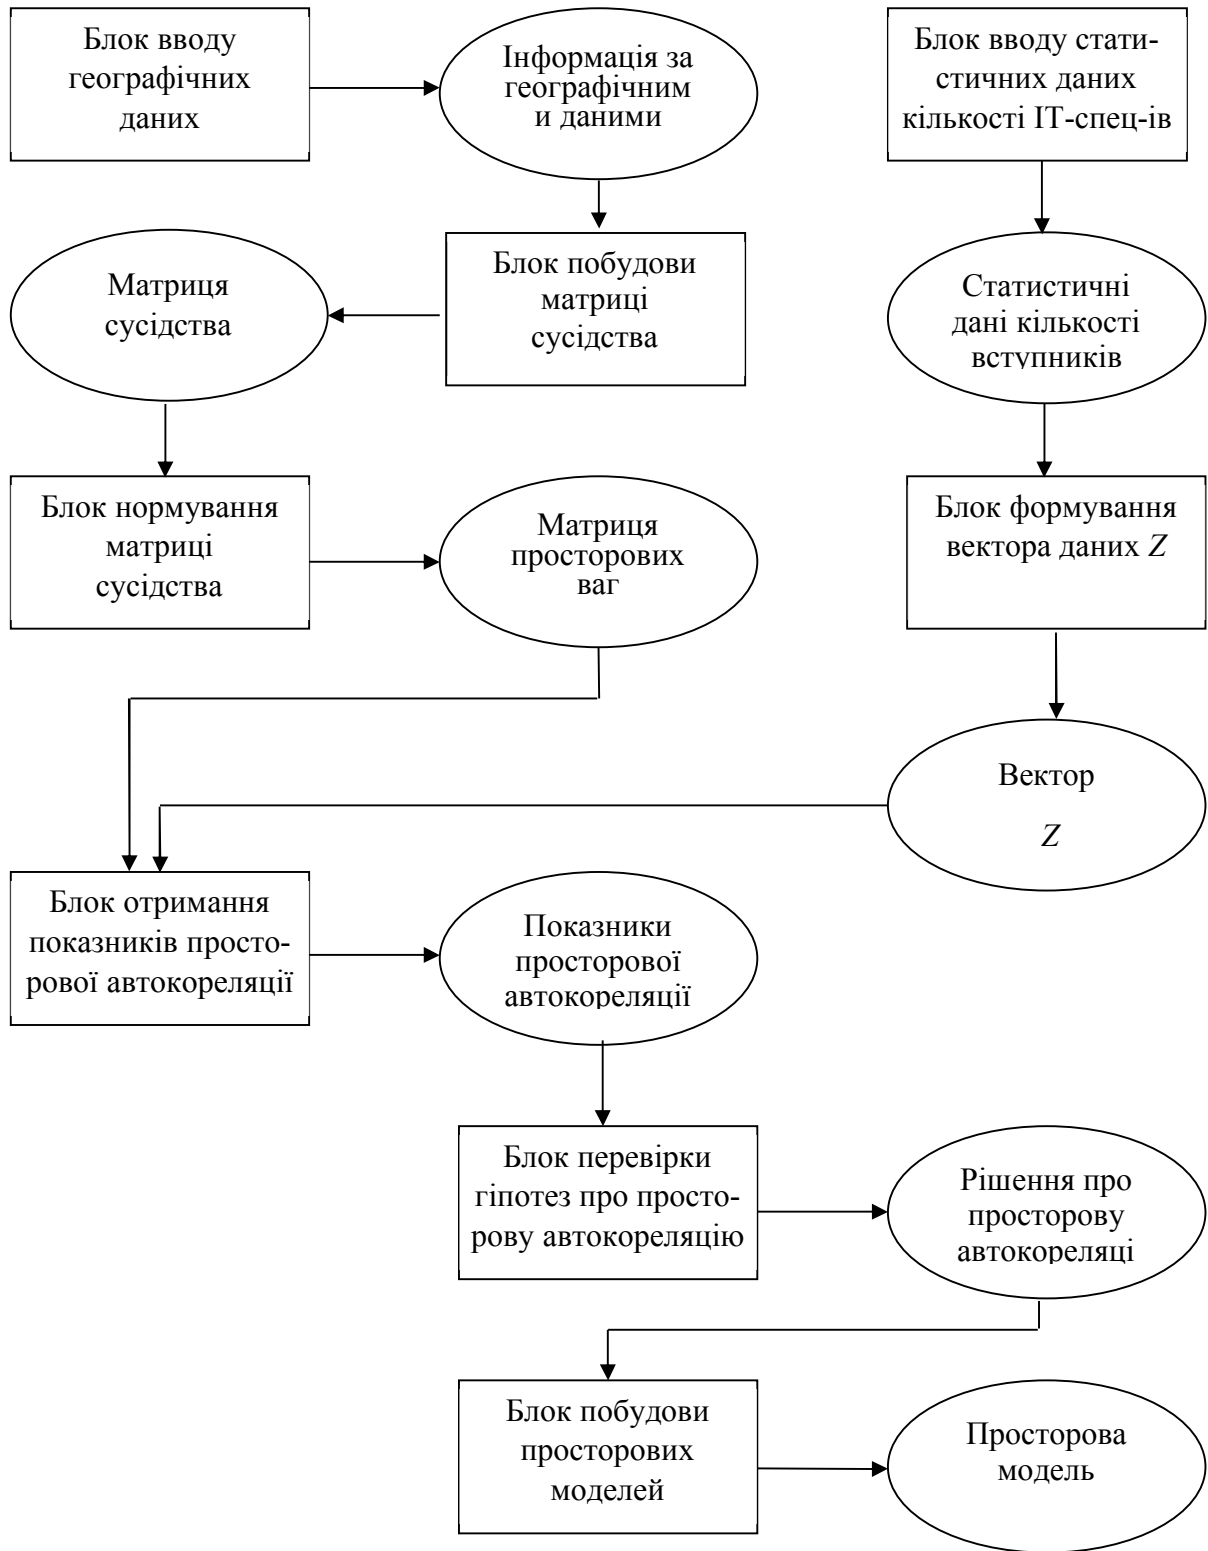 Блок вводу
географічних
даних
Інформація за
географічним
и даними
Блок вводу стати-
стичних даних
кількості ІТ-спец-ів
Матриця
сусідства
Блок побудови
матриці
сусідства
Статистичні
дані кількості
вступників
Блок нормування
матриці
сусідства
Матриця
просторових
ваг
Блок формування
вектора даних Z
Вектор
Z
Блок отримання
показників просто-
рової автокореляції
Показники
просторової
автокореляції
Блок перевірки
гіпотез про просто-
рову автокореляцію
Рішення про
просторову
автокореляці
Блок побудови
просторових
моделей
Просторова
модель